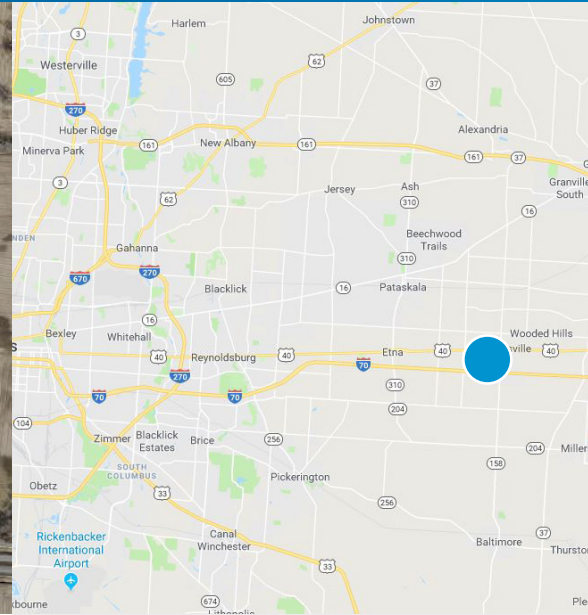 Harlem
Johnstown
3
Westerville
62
605
37
270
Huber Ridge
Alexandria
161
New Albany
161
Minerva Park
161
37
Granville
South
3
Jersey
Ash
62
310
16
Beechwood
Trails
Gahanna
310
670
270
Blacklick
16
Pataskala
16
Bexley
Whitehall
Wooded Hills
40
Reynoldsburg
40
Etna
40
ville
40
70
270
310
70
70
204
104
Zimmer
Blacklick
Estates
Brice
256
204
158
SOUTH
COLUMBUS
Pickerington
Obetz
33
256
Rickenbacker
International
Airport
Canal
Winchester
37
Baltimore
33
674